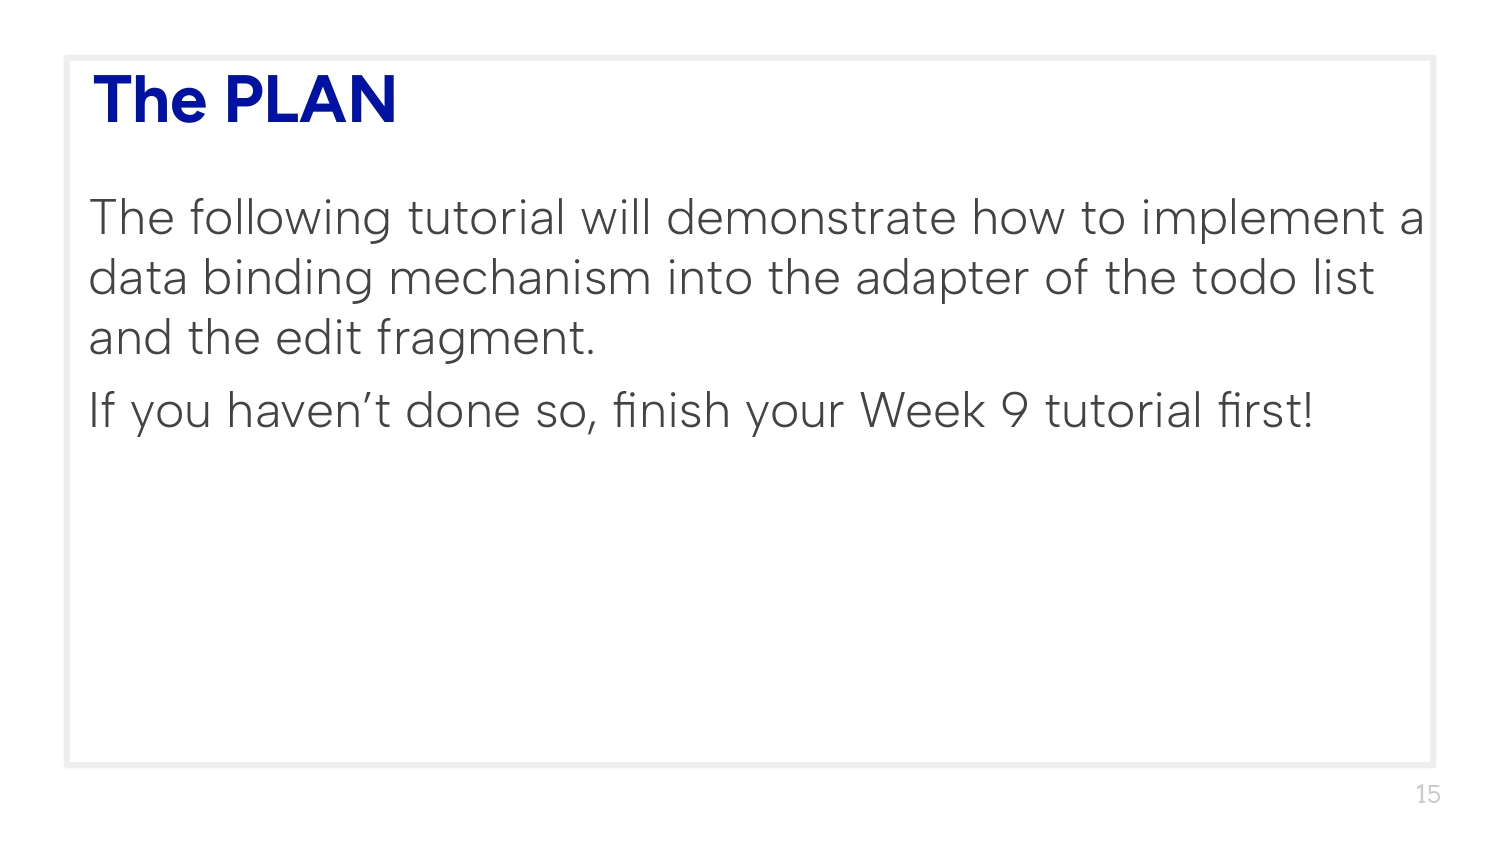 The PLAN
The following tutorial will demonstrate how to implement a
data binding mechanism into the adapter of the todo list
and the edit fragment.
If you haven’t done so, finish your Week 9 tutorial first!
15